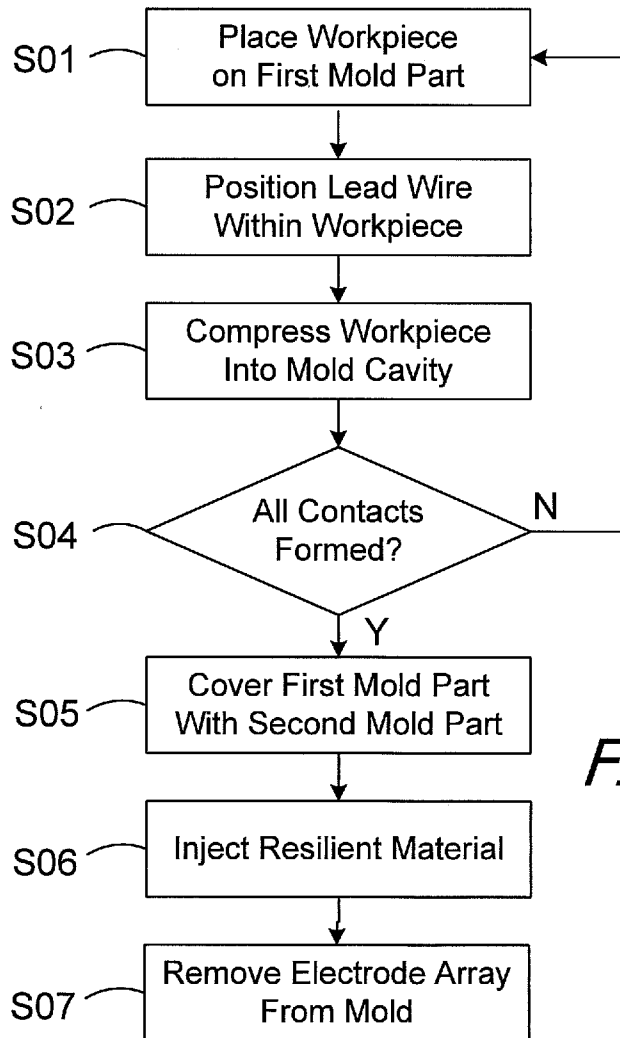 S01
Place Workpiece
on First Mold Part
S02
Position Lead Wire
Within Workpiece
S03
Compress Workpiece
Into Mold Cavity
S04
All Contacts
Formed?
N
Y
S05
Cover First Mold Part
With Second Mold Part
S06
Inject Resilient Material
S07
Remove Electrode Array
From Mold